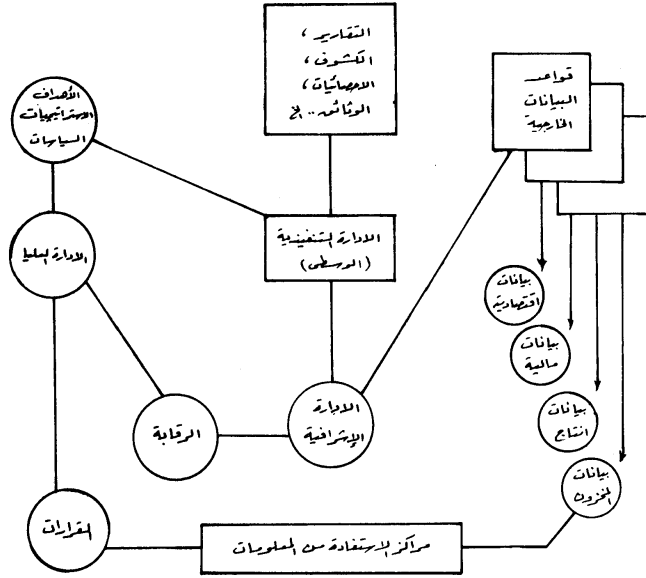 التقارير،
الكشوف،
الاحصائيات،
الوثائق.. الخ
قواعد
البيانات
الخارجية
الأهداف
الاستراتيجيات
السياسات
الادارة العليا
الادارة التنفيذية
(الوسطى)
بيانات
اقتصادية
بيانات
مالية
بيانات
انتاج
بيانات
المخزون
الادارة
الإشرافية
الرقابة
القرارات
مراكز الاستفادة من المعلومات